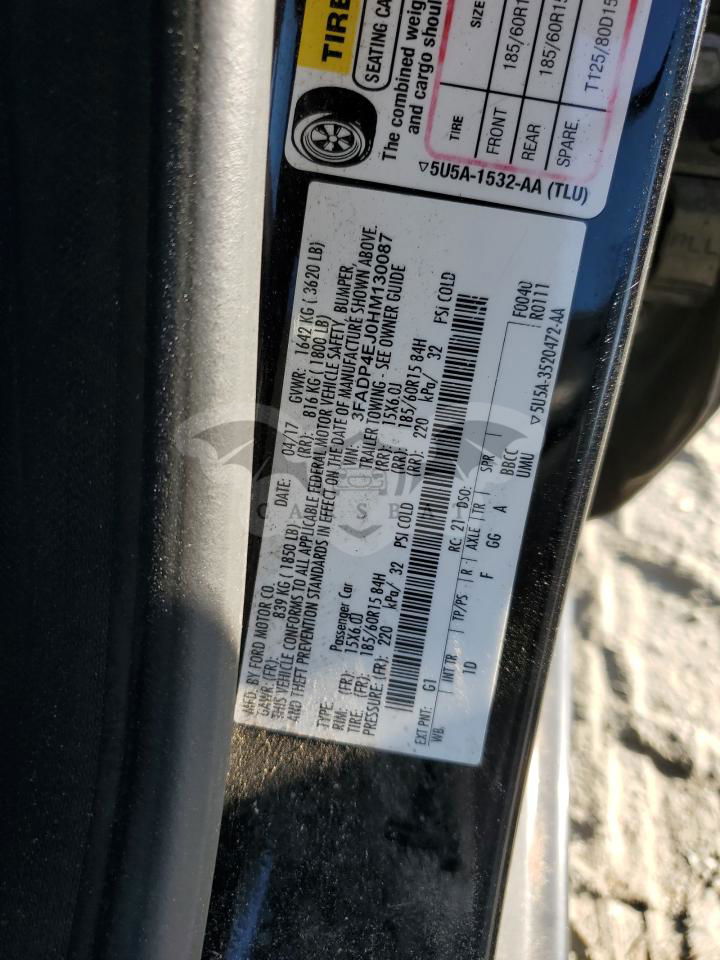 TIRE
SEATING CA
The combined weig
and cargo shou
TIRE SIZE
FRONT 185/60R1
REAR 185/60R15
SPARE T125/80D15
5U5A-1532-AA (TLU)
MFD. BY FORD MOTOR CO. DATE: 04/17 GVWR: 1642 KG ( 3620 LB)
GAWR: (FR): 839 KG ( 1850 LB) (RR): 816 KG ( 1800 LB)
THIS VEHICLE CONFORMS TO ALL APPLICABLE FEDERAL MOTOR VEHICLE SAFETY, BUMPER,
AND THEFT PREVENTION STANDARDS IN EFFECT ON THE DATE OF MANUFACTURE SHOWN ABOVE.
VIN: 3FADP4EJ0HM130087
TYPE: Passenger Car TRAILER TOWING - SEE OWNER GUIDE
RIM: (FR): 15X6.0J (RR): 15X6.0J
TIRE: (FR): 185/60R15 84H (RR): 185/60R15 84H
PRESSURE (FR): 220 kPa/ 32 PSI COLD (RR): 220 kPa/ 32 PSI COLD
EXT PNT: G1 RC: 21 DSO: F0040
WB INT TR TP/PS R AXLE TR SPR R0111
1D F GG A BBCC
UMU 5U5A-3520472-AA